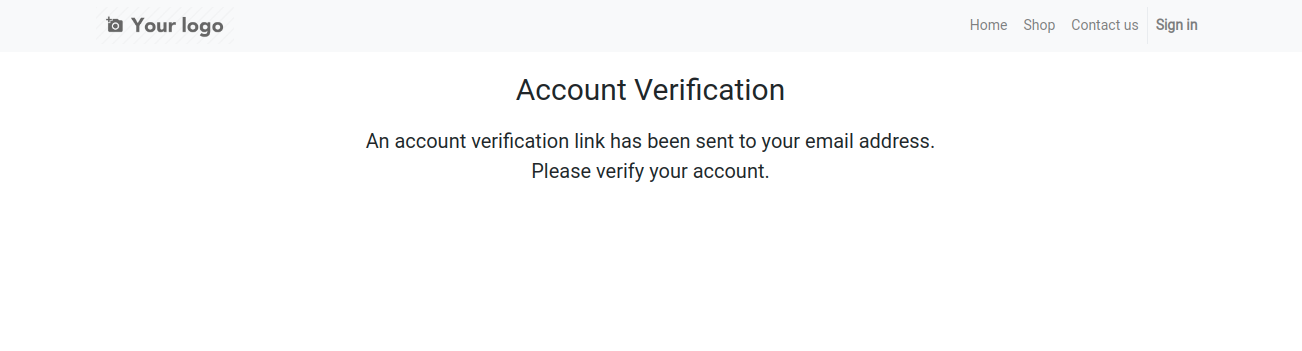 Your logo
Home Shop Contact us Sign in
Account Verification
An account verification link has been sent to your email address.
Please verify your account.